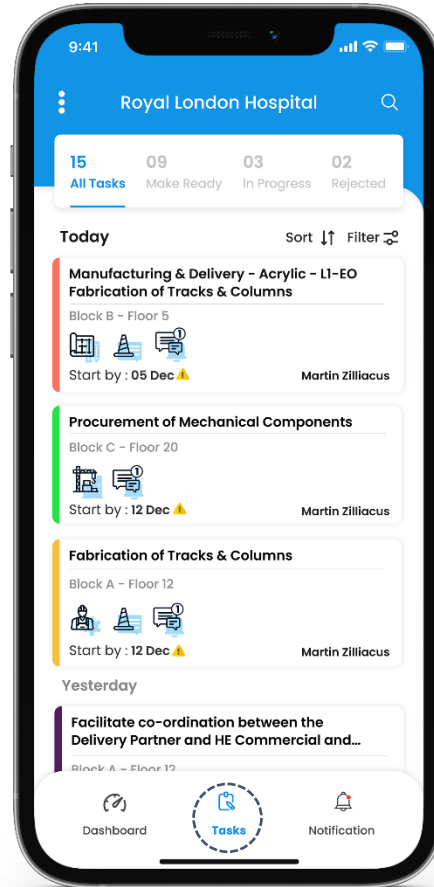 9:41
Royal London Hospital
15 09 03 02
All Tasks Make Ready In Progress Rejected
Today Sort Filter
Manufacturing & Delivery - Acrylic - L1-EO
Fabrication of Tracks & Columns
Block B - Floor 5
1
Start by : 05 Dec Martin Zilliacus
Procurement of Mechanical Components
Block C - Floor 20
1
Start by : 12 Dec Martin Zilliacus
Fabrication of Tracks & Columns
Block A - Floor 12
1
Start by : 12 Dec Martin Zilliacus
Yesterday
Facilitate co-ordination between the
Delivery Partner and HE Commercial and...
Block A - Floor 12
Dashboard Tasks Notification